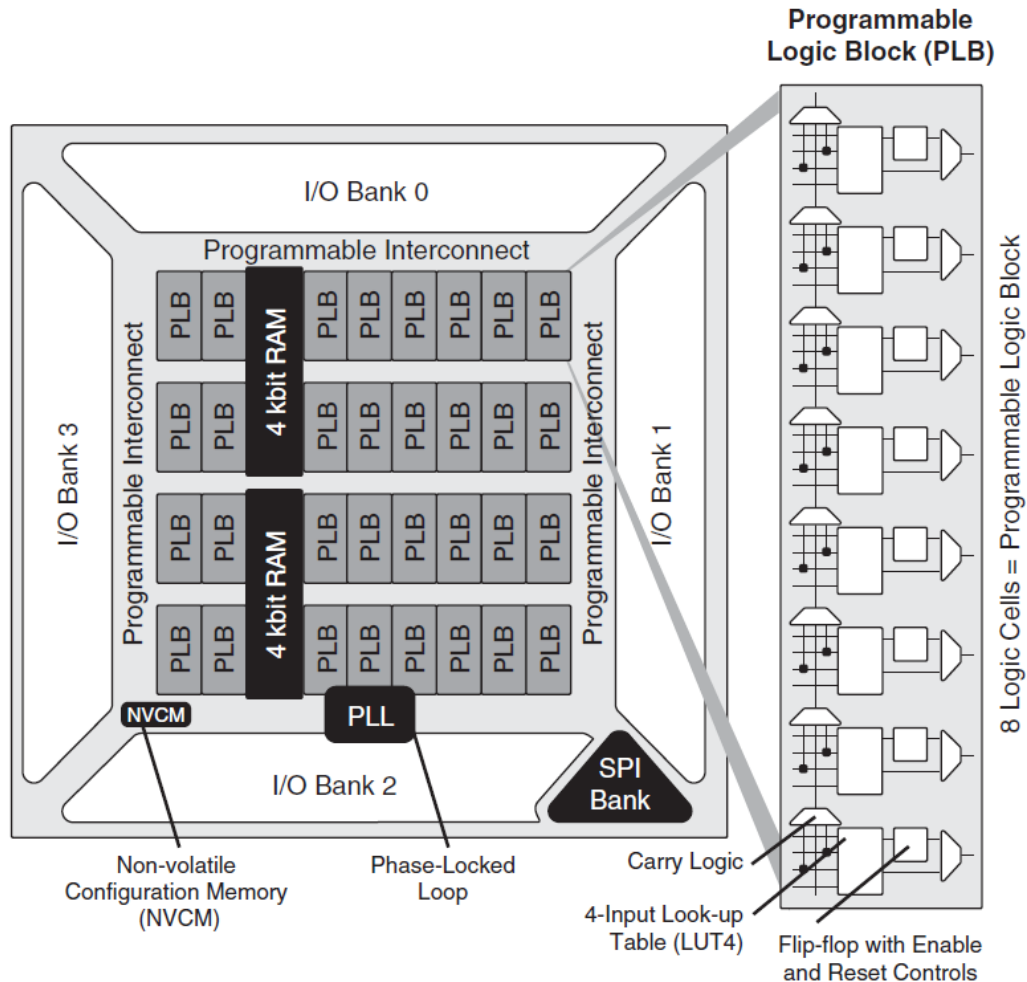 Programmable
Logic Block (PLB)
I/O Bank 0
Programmable Interconnect
PLB PLB 4 kbit RAM PLB PLB PLB PLB PLB PLB
PLB PLB PLB PLB PLB PLB PLB PLB
PLB PLB 4 kbit RAM PLB PLB PLB PLB PLB PLB
PLB PLB PLB PLB PLB PLB PLB PLB
I/O Bank 3
Programmable Interconnect
Programmable Interconnect
I/O Bank 1
NVCM
PLL
I/O Bank 2
SPI
Bank
8 Logic Cells = Programmable Logic Block
Non-volatile
Configuration Memory
(NVCM)
Phase-Locked
Loop
Carry Logic
4-Input Look-up
Table (LUT4)
Flip-flop with Enable
and Reset Controls